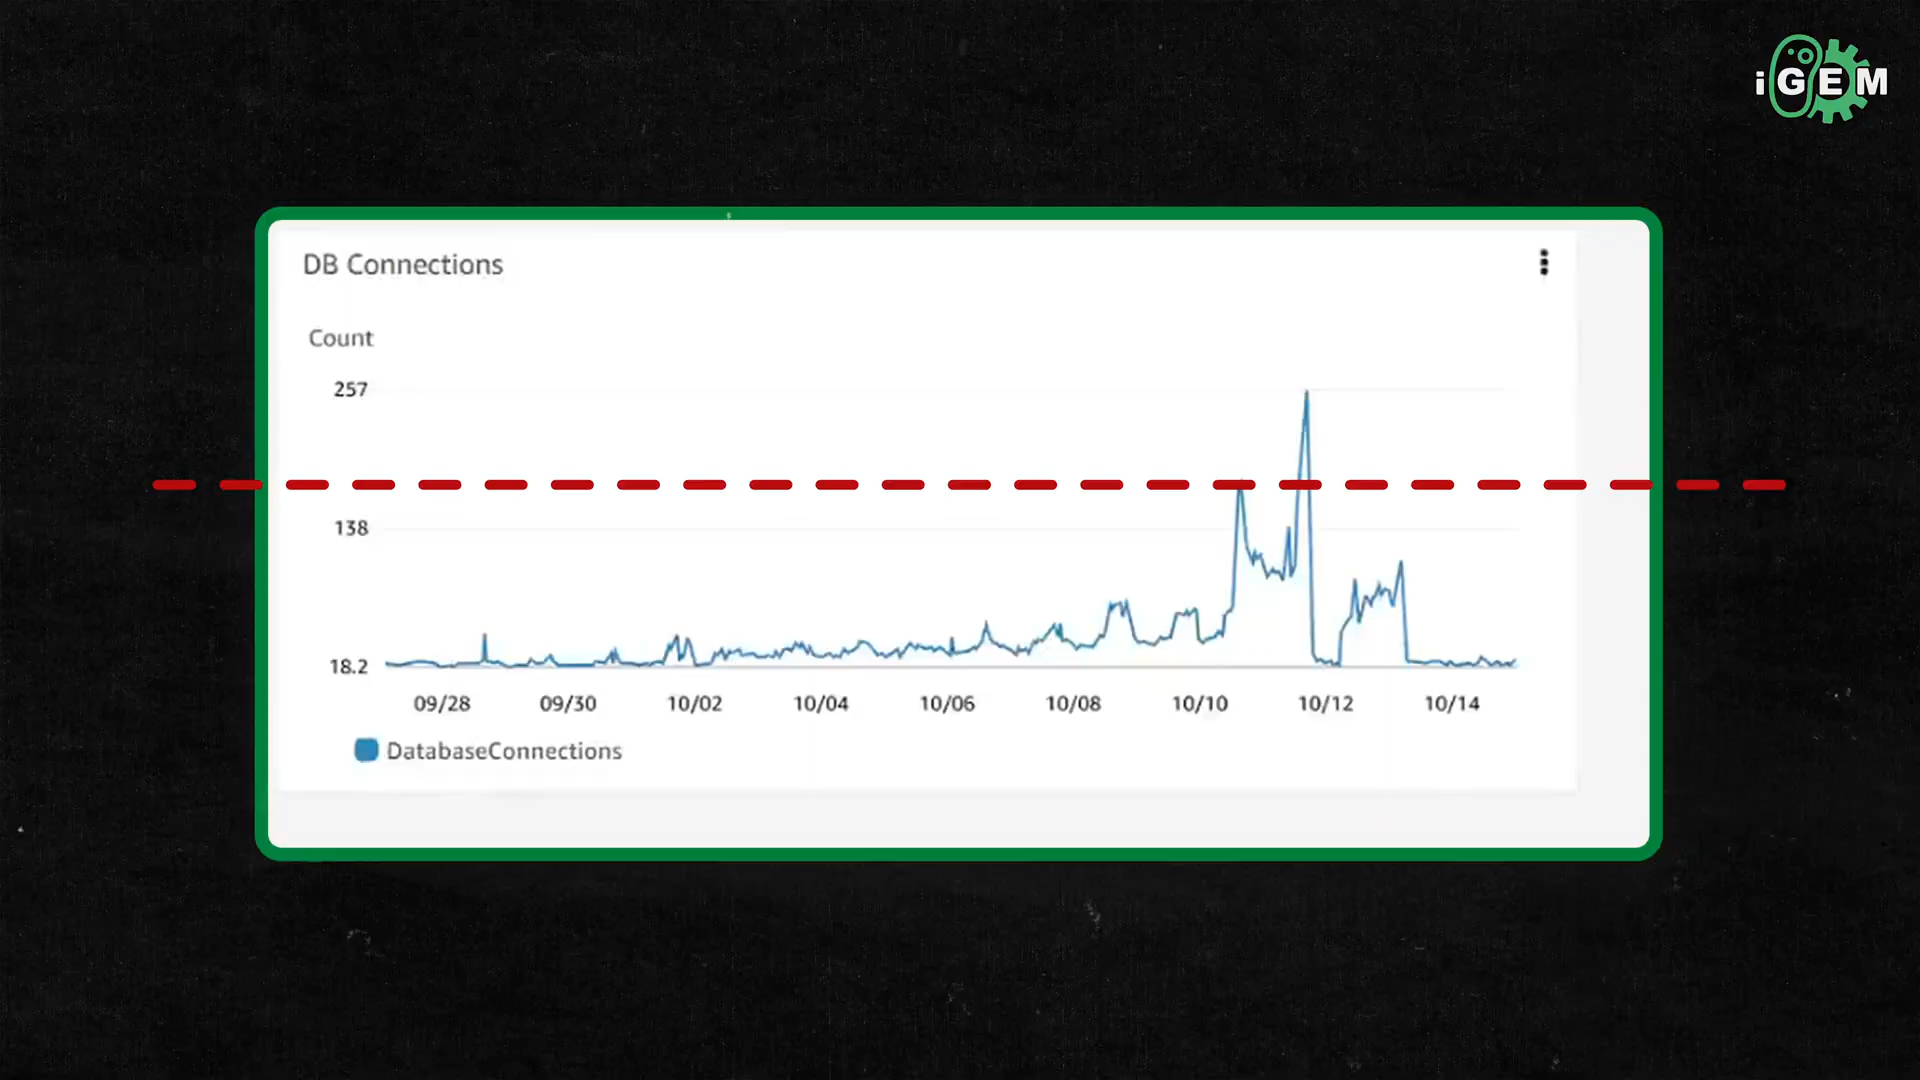 iGEM
DB Connections
Count
257
138
18.2
09/28 09/30 10/02 10/04 10/06 10/08 10/10 10/12 10/14
DatabaseConnections